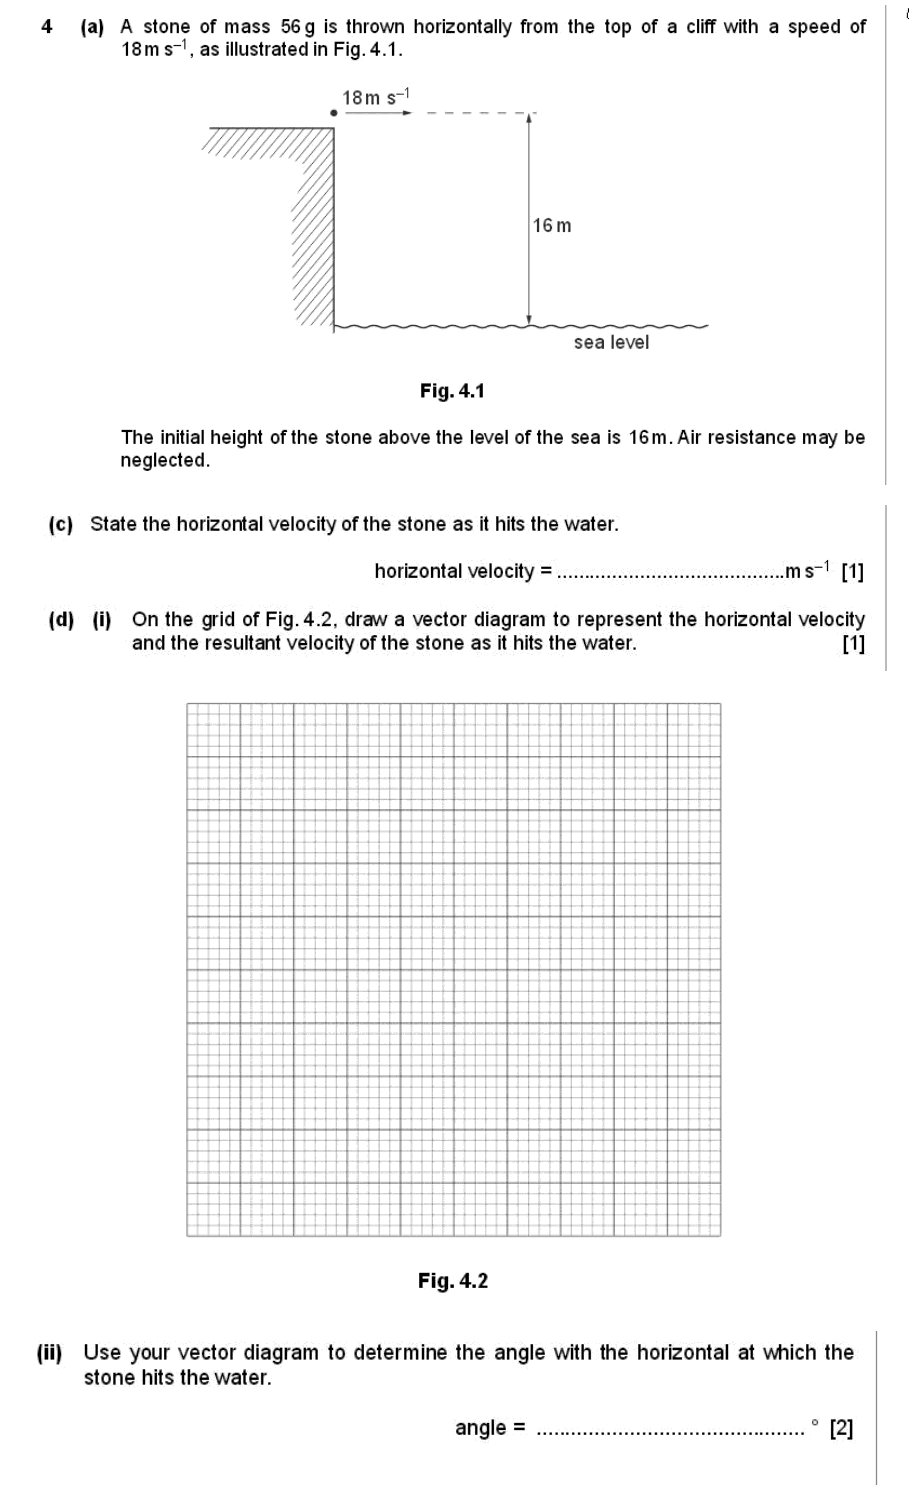 4 (a) A stone of mass 56 g is thrown horizontally from the top of a cliff with a speed of
18 m s⁻¹, as illustrated in Fig. 4.1.
18 m s⁻¹
16 m
sea level
Fig. 4.1
The initial height of the stone above the level of the sea is 16 m. Air resistance may be
neglected.
(c) State the horizontal velocity of the stone as it hits the water.
horizontal velocity = .......................................... m s⁻¹ [1]
(d) (i) On the grid of Fig. 4.2, draw a vector diagram to represent the horizontal velocity
and the resultant velocity of the stone as it hits the water. [1]
Fig. 4.2
(ii) Use your vector diagram to determine the angle with the horizontal at which the
stone hits the water.
angle = ................................................ ° [2]